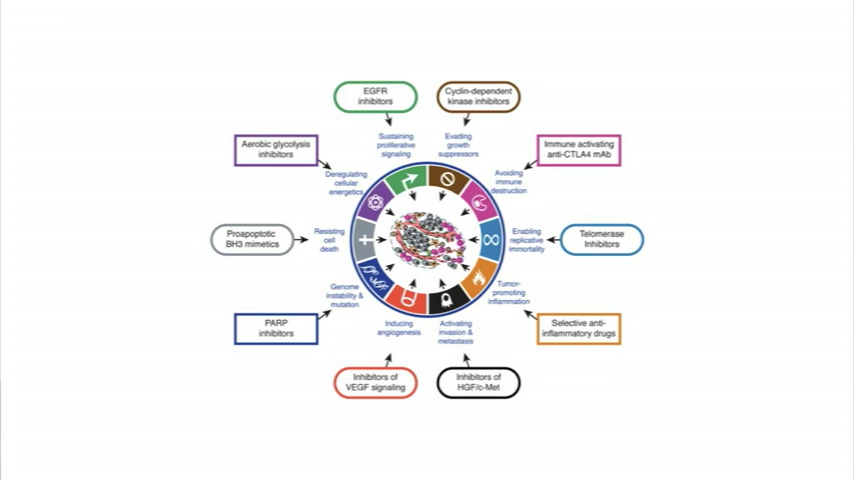 EGFR
inhibitors
Cyclin-dependent
kinase inhibitors
Sustaining
proliferative
signaling
Evading
growth
suppressors
Aerobic glycolysis
inhibitors
Immune activating
anti-CTLA4 mAb
Deregulating
cellular
energetics
Avoiding
immune
destruction
Proapoptotic
BH3 mimetics
Resisting
cell
death
Enabling
replicative
immortality
Telomerase
Inhibitors
Genome
instability &
mutation
Tumor-
promoting
inflammation
PARP
inhibitors
Inducing
angiogenesis
Activating
invasion &
metastasis
Selective anti-
inflammatory drugs
Inhibitors of
VEGF signaling
Inhibitors of
HGF/c-Met